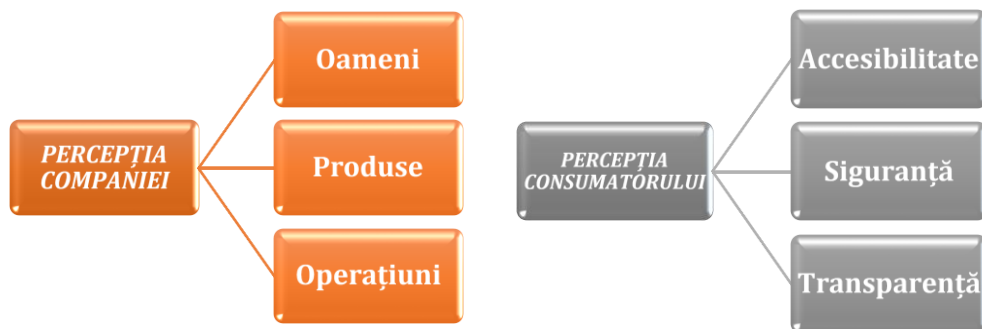 PERCEPȚIA
COMPANIEI
Oameni
Produse
Operațiuni
PERCEPȚIA
CONSUMATORULUI
Accesibilitate
Siguranță
Transparență